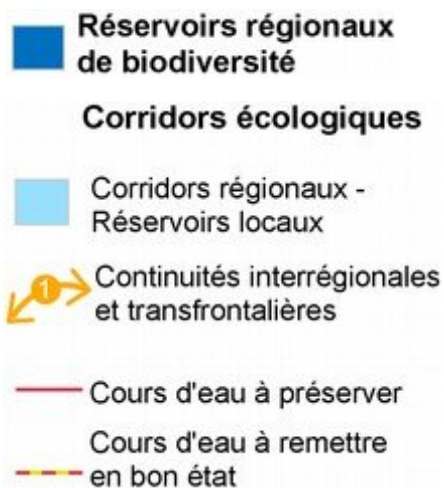 Réservoirs régionaux
de biodiversité
Corridors écologiques
Corridors régionaux -
Réservoirs locaux
1
Continuités interrégionales
et transfrontalières
Cours d'eau à préserver
Cours d'eau à remettre
en bon état